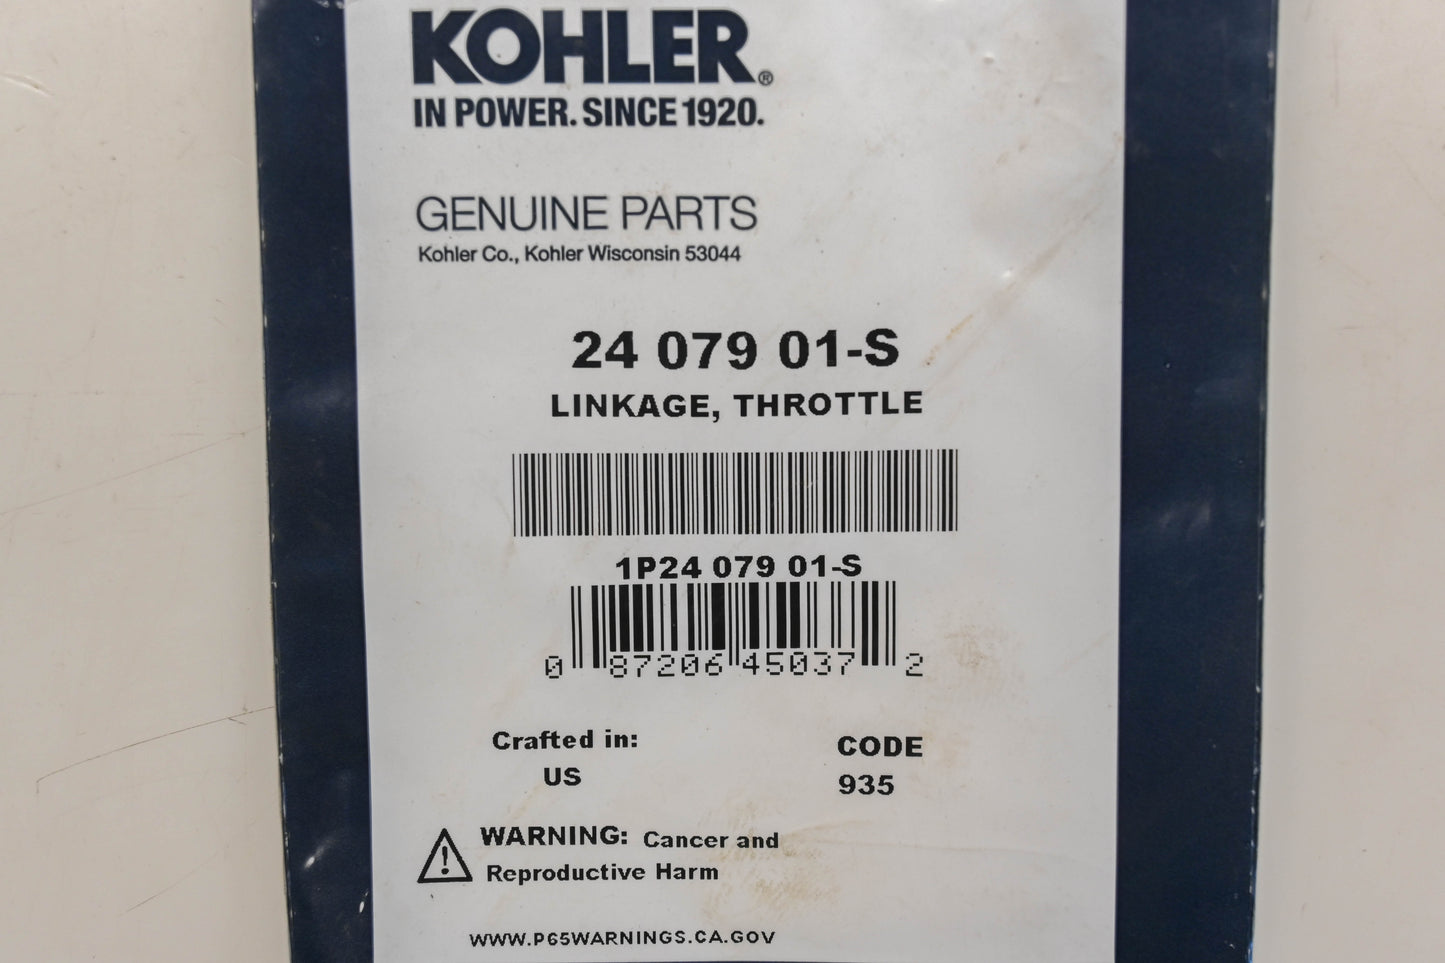 KOHLER®
IN POWER. SINCE 1920.
GENUINE PARTS
Kohler Co., Kohler Wisconsin 53044
24 079 01-S
LINKAGE, THROTTLE
1P24 079 01-S
0 87206 45037 2
Crafted in:
US
CODE
935
WARNING: Cancer and
Reproductive Harm
WWW.P65WARNINGS.CA.GOV